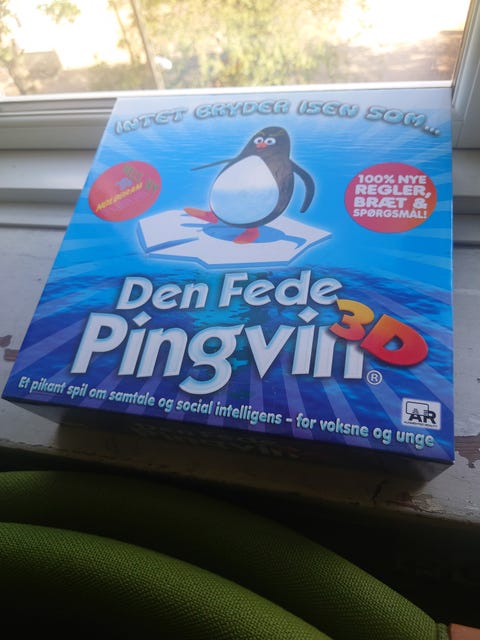 INTET BRYDER ISEN SOM...
100% NYE
REGLER,
BRÆT &
SPØRGSMÅL!
Den Fede
Pingvin 3D®
Et pikant spil om samtale og social intelligens - for voksne og unge
AR